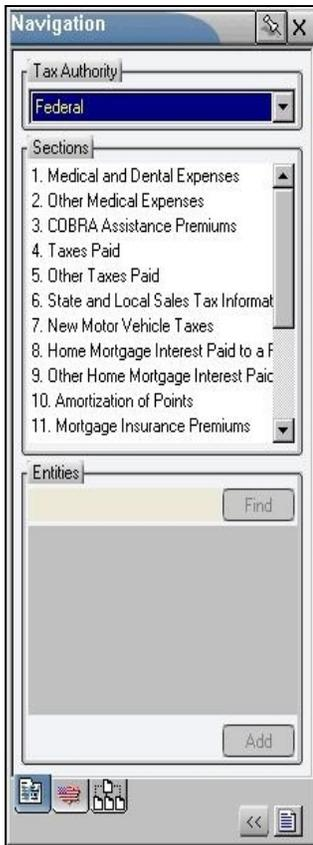 Navigation
Tax Authority
Federal
Sections
1. Medical and Dental Expenses
2. Other Medical Expenses
3. COBRA Assistance Premiums
4. Taxes Paid
5. Other Taxes Paid
6. State and Local Sales Tax Informat
7. New Motor Vehicle Taxes
8. Home Mortgage Interest Paid to a F
9. Other Home Mortgage Interest Paid
10. Amortization of Points
11. Mortgage Insurance Premiums
Entities
Find
Add
<<